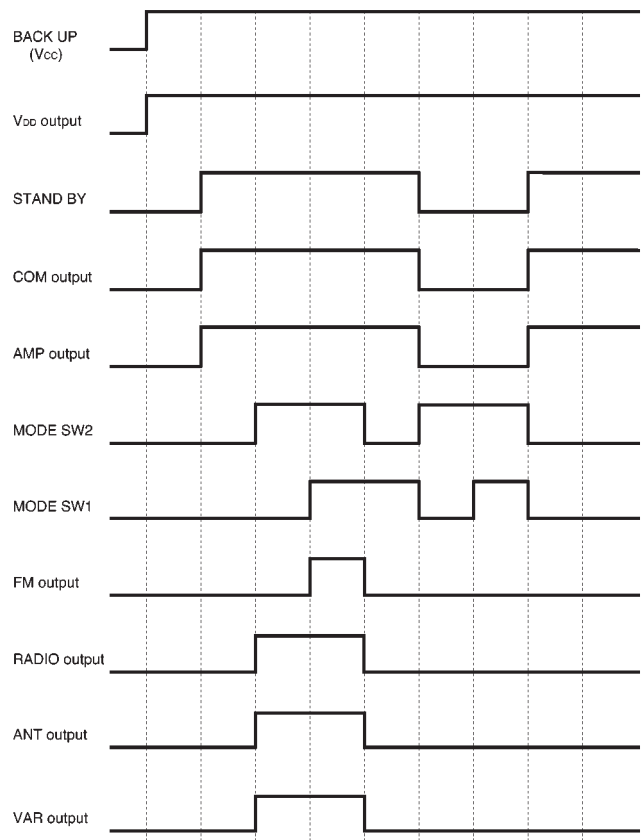 BACK UP
(Vcc)
VDD output
STAND BY
COM output
AMP output
MODE SW2
MODE SW1
FM output
RADIO output
ANT output
VAR output